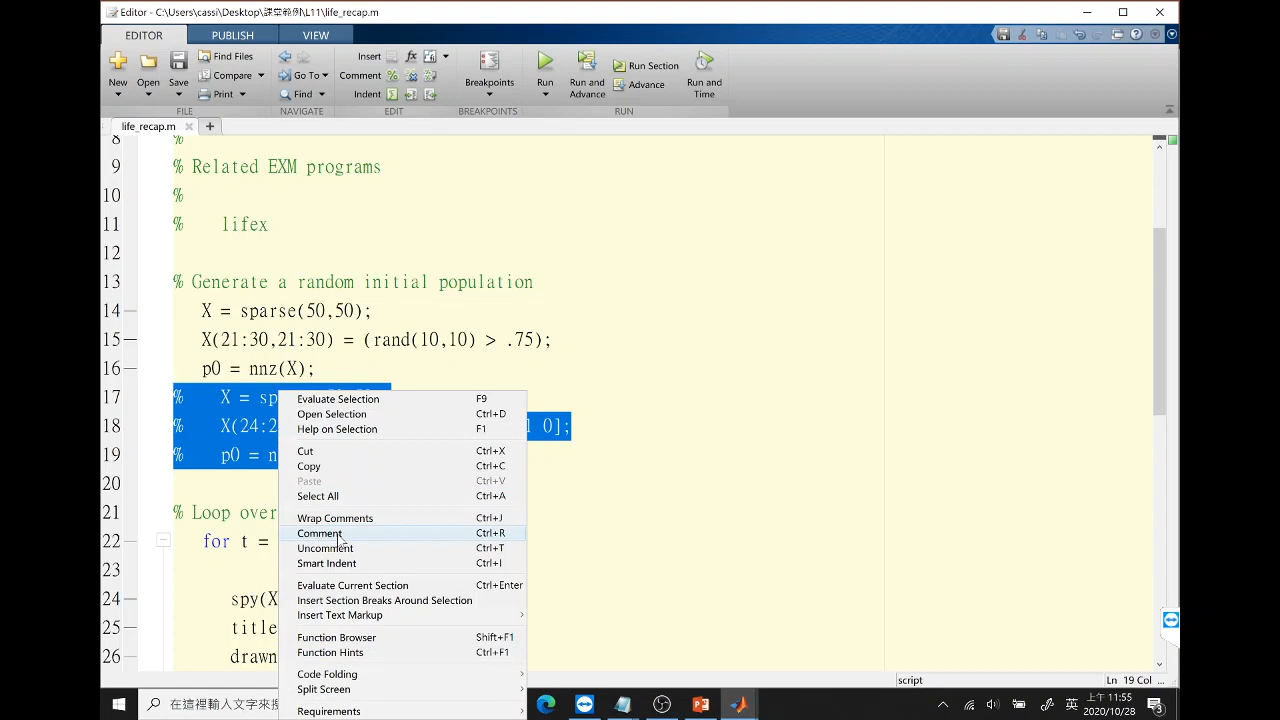 Editor - C:\Users\cassi\Desktop\課堂範例\L11\life_recap.m
EDITOR
PUBLISH
VIEW
New
Open
Save
Find Files
Compare
Print
FILE
Go To
Find
NAVIGATE
Insert
fx
Comment
Indent
EDIT
Breakpoints
BREAKPOINTS
Run
Run and
Advance
Run Section
Advance
Run and
Time
RUN
life_recap.m
8 %
9 % Related EXM programs
10 %
11 % lifex
12
13 % Generate a random initial population
14 X = sparse(50,50);
15 X(21:30,21:30) = (rand(10,10) > .75);
16 p0 = nnz(X);
17 % X = sp
18 % X(24:2 0];
19 % p0 = n
20
21 % Loop over
22 for t =
23
24 spy(X
25 title
26 drawn
Evaluate Selection F9
Open Selection Ctrl+D
Help on Selection F1
Cut Ctrl+X
Copy Ctrl+C
Paste Ctrl+V
Select All Ctrl+A
Wrap Comments Ctrl+J
Comment Ctrl+R
Uncomment Ctrl+T
Smart Indent Ctrl+I
Evaluate Current Section Ctrl+Enter
Insert Section Breaks Around Selection
Insert Text Markup
Function Browser Shift+F1
Function Hints Ctrl+F1
Code Folding
Split Screen
Requirements
script
Ln 19 Col ...
在這裡輸入文字來搜
英
上午 11:55
2020/10/28
3